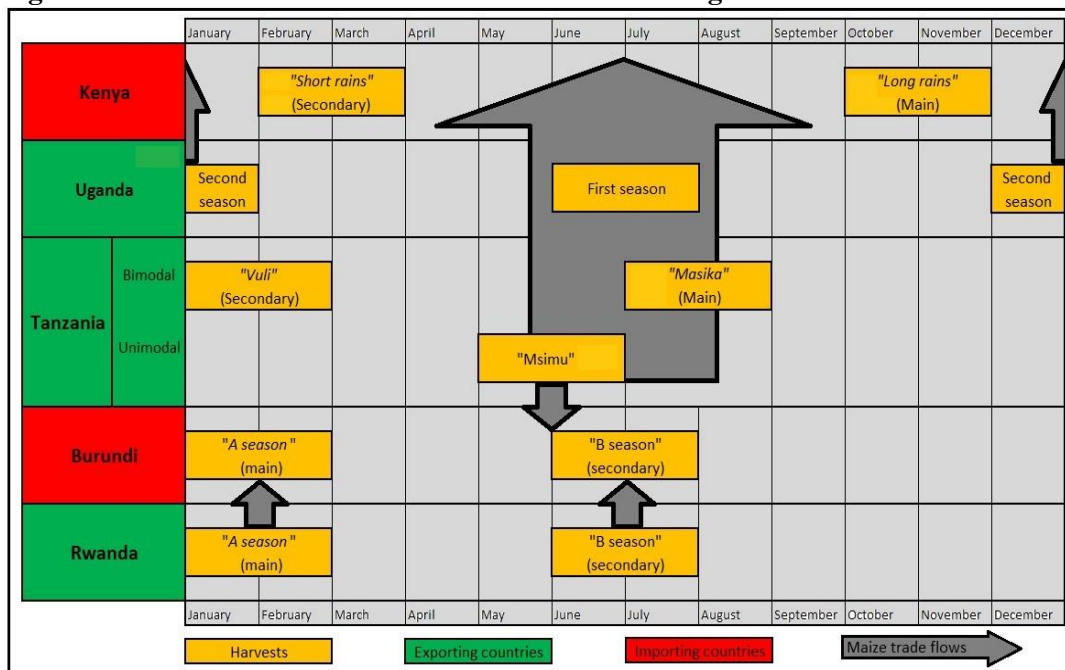 January February March April May June July August September October November December
Kenya
"Short rains"
(Secondary)
"Long rains"
(Main)
Uganda
Second
season
First season
Second
season
Tanzania
Bimodal
"Vuli"
(Secondary)
"Masika"
(Main)
Unimodal
"Msimu"
Burundi
"A season"
(main)
"B season"
(secondary)
Rwanda
"A season"
(main)
"B season"
(secondary)
January February March April May June July August September October November December
Harvests
Exporting countries
Importing countries
Maize trade flows